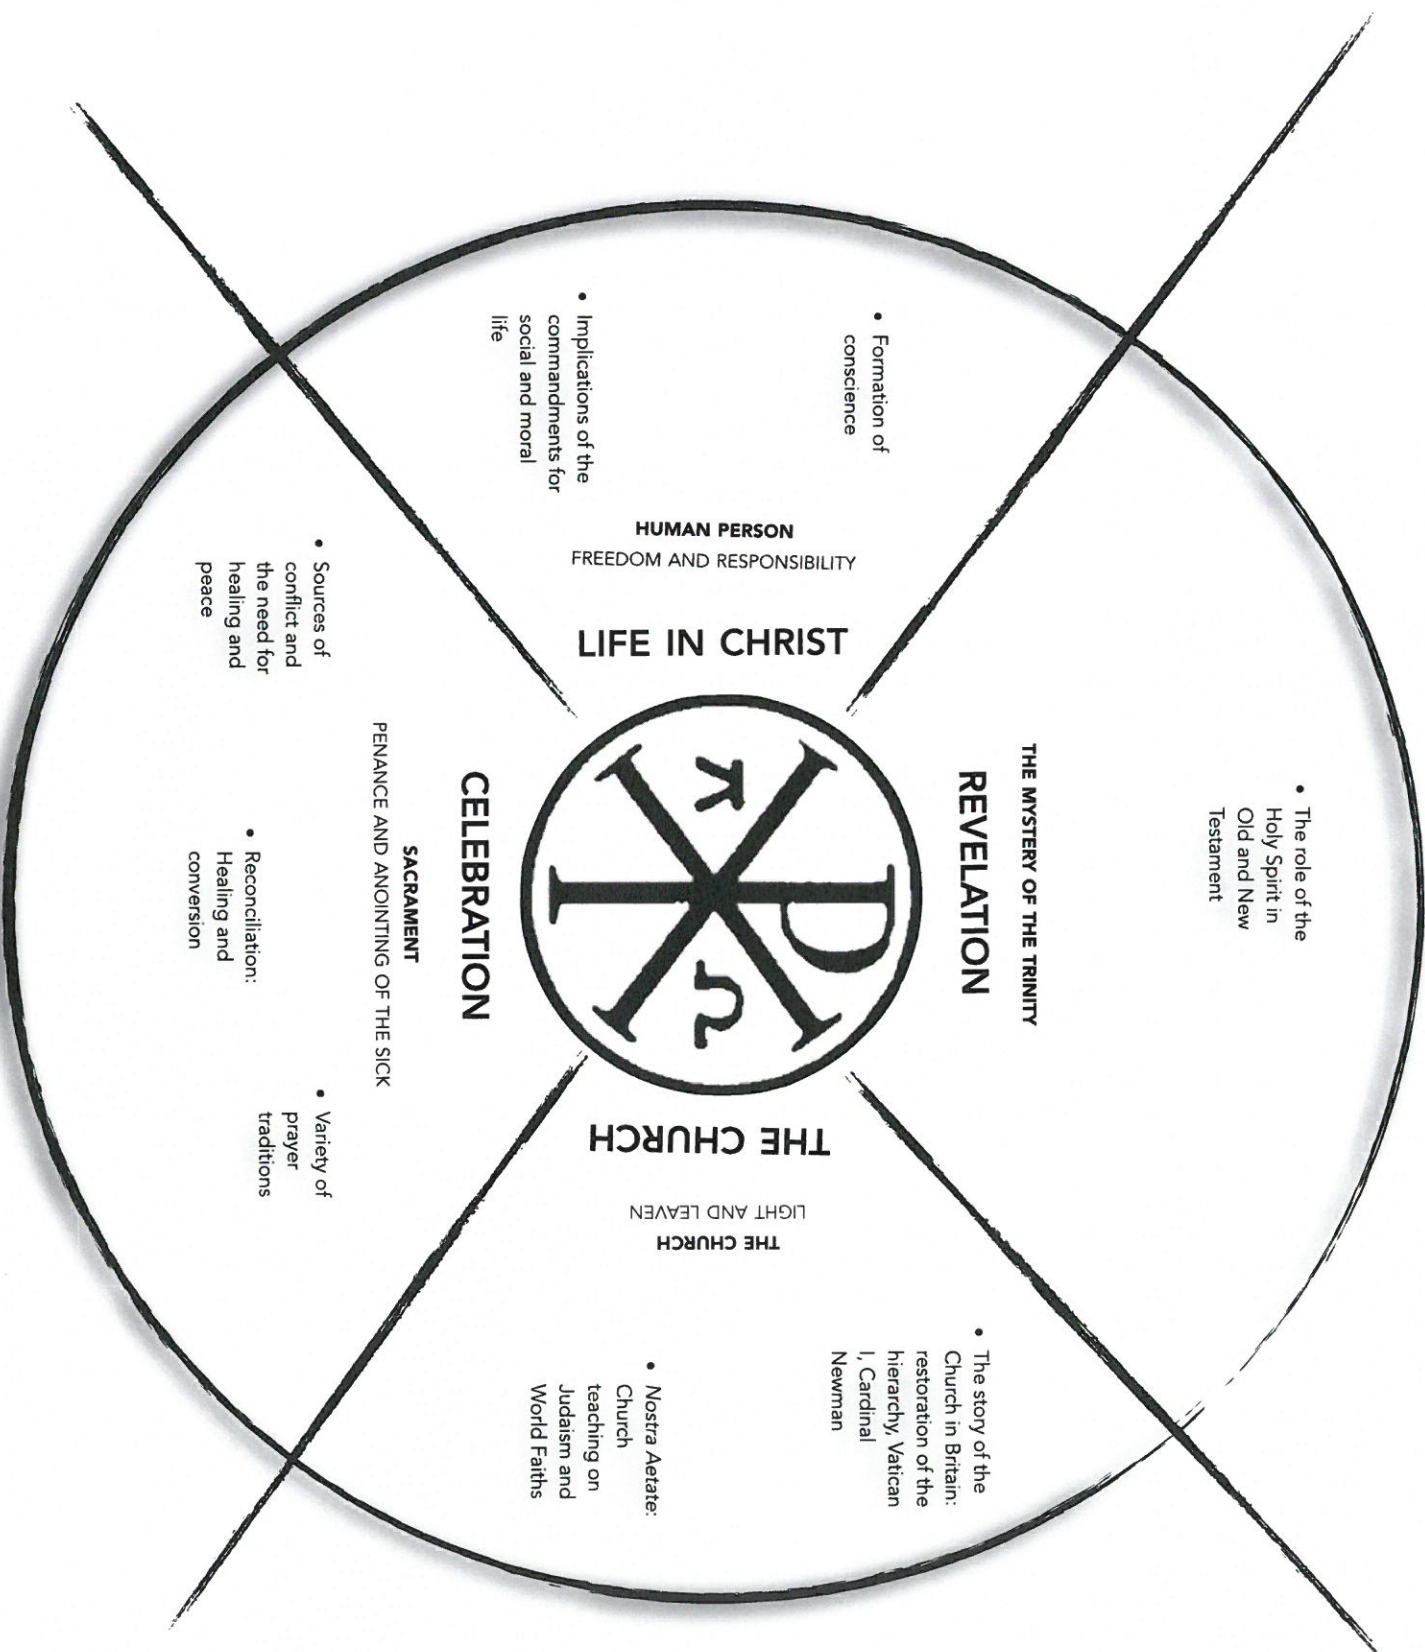 • The role of the
Holy Spirit in
Old and New
Testament
THE MYSTERY OF THE TRINITY
REVELATION
• The story of the
Church in Britain:
restoration of the
hierarchy, Vatican
I, Cardinal
Newman
• Nostra Aetate:
Church
teaching on
Judaism and
World Faiths
THE CHURCH
LIGHT AND LEAVEN
THE CHURCH
CELEBRATION
SACRAMENT
PENANCE AND ANOINTING OF THE SICK
• Sources of
conflict and
the need for
healing and
peace
• Reconciliation:
Healing and
conversion
• Variety of
prayer
traditions
• Formation of
conscience
• Implications of the
commandments for
social and moral
life
HUMAN PERSON
FREEDOM AND RESPONSIBILITY
LIFE IN CHRIST